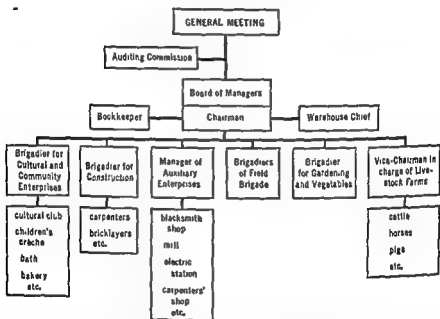 GENERAL MEETING
Auditing Commission
Board of Managers
Bookkeeper
Chairman
Warehouse Chief
Brigadier for
Cultural and
Community
Enterprises
Brigadier for
Construction
Manager of
Auxiliary
Enterprises
Brigadiers
of Field
Brigade
Brigadier
for Gardening
and Vegetables
Vice-Chairman in
charge of Live-
stock Farms
cultural club
children's
crèche
bath
bakery
etc.
carpenters
bricklayers
etc.
blacksmith
shop
mill
electric
station
carpenters'
shop
etc.
cattle
horses
pigs
etc.